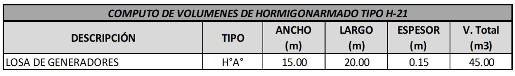 COMPUTO DE VOLUMENES DE HORMIGONARMADO TIPO H-21
DESCRIPCIÓN TIPO ANCHO (m) LARGO (m) ESPESOR (m) V. Total (m3)
LOSA DE GENERADORES H°A° 15.00 20.00 0.15 45.00